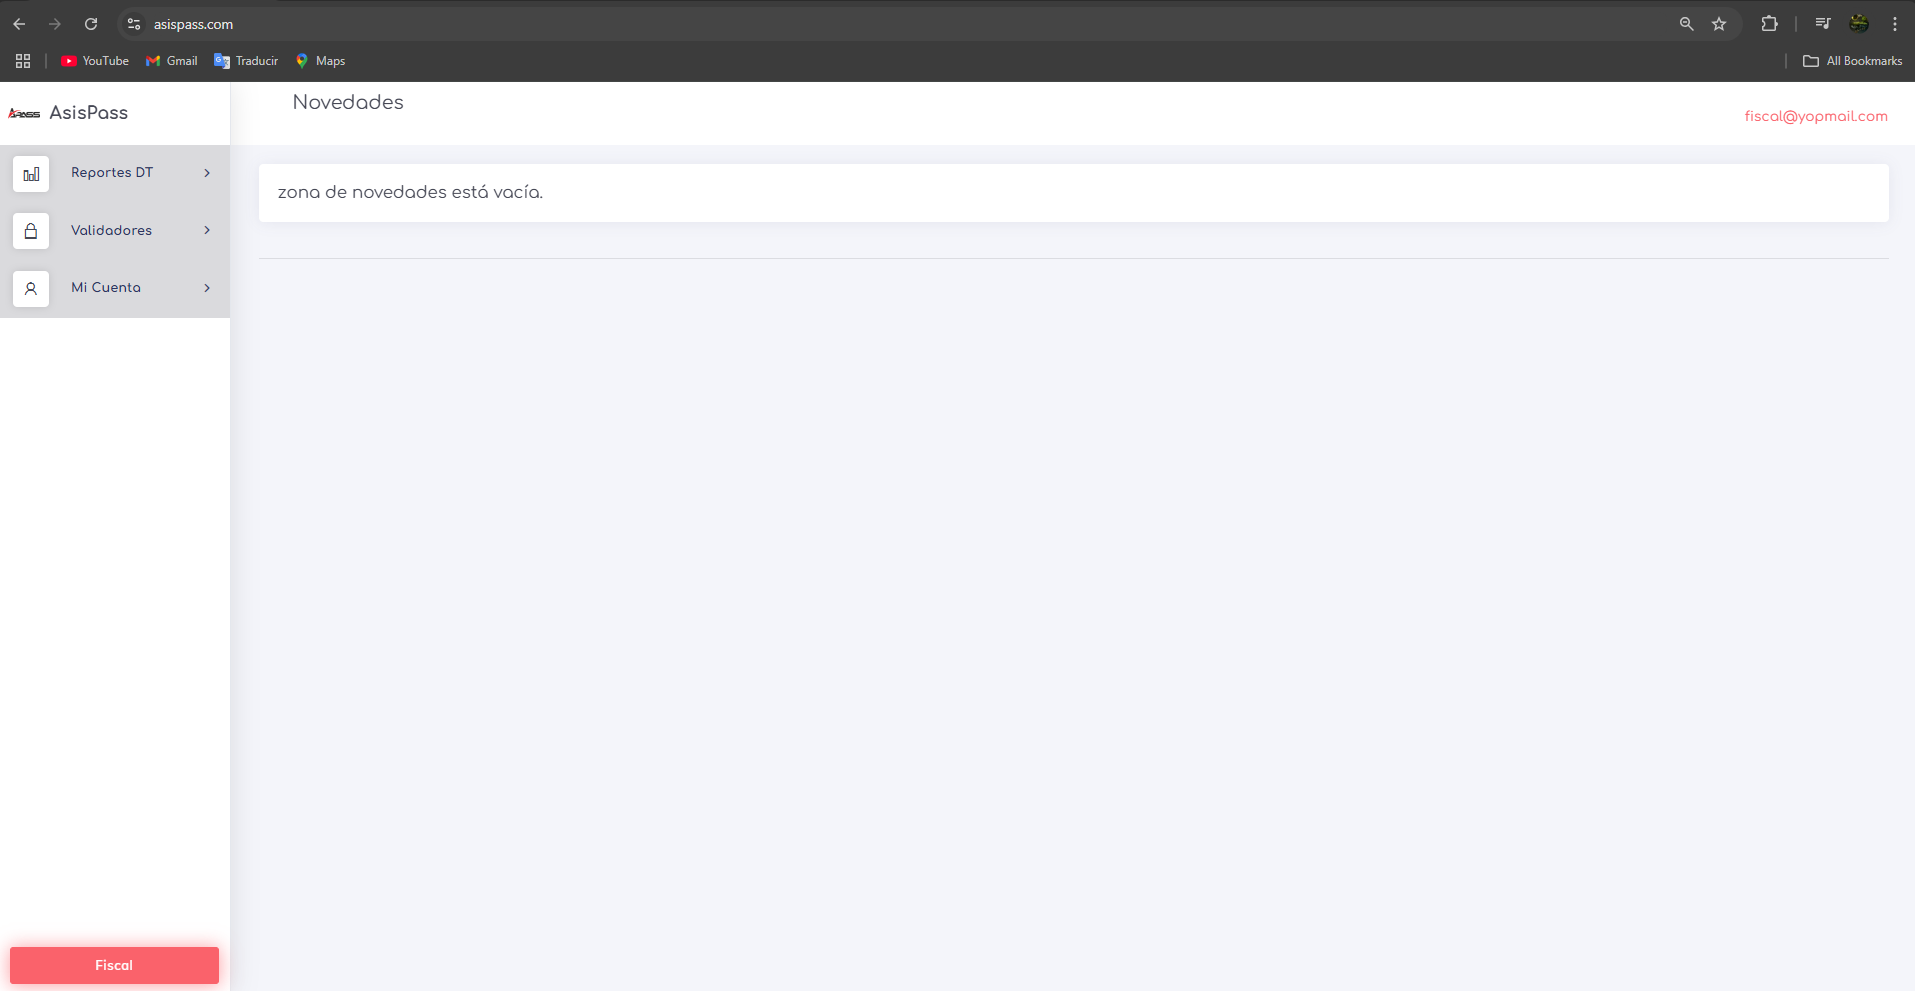 asispass.com
YouTube
Gmail
Traducir
Maps
All Bookmarks
APASS AsisPass
Novedades
fiscal@yopmail.com
Reportes DT
zona de novedades está vacía.
Validadores
Mi Cuenta
Fiscal